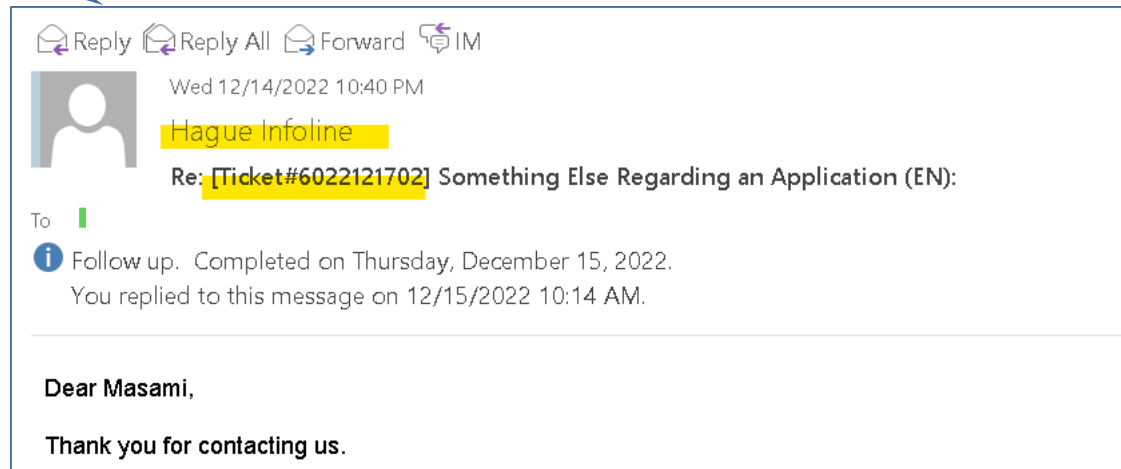 Reply Reply All Forward IM
Wed 12/14/2022 10:40 PM
Hague Infoline
Re: [Ticket#6022121702] Something Else Regarding an Application (EN):
To
Follow up. Completed on Thursday, December 15, 2022.
You replied to this message on 12/15/2022 10:14 AM.
Dear Masami,
Thank you for contacting us.